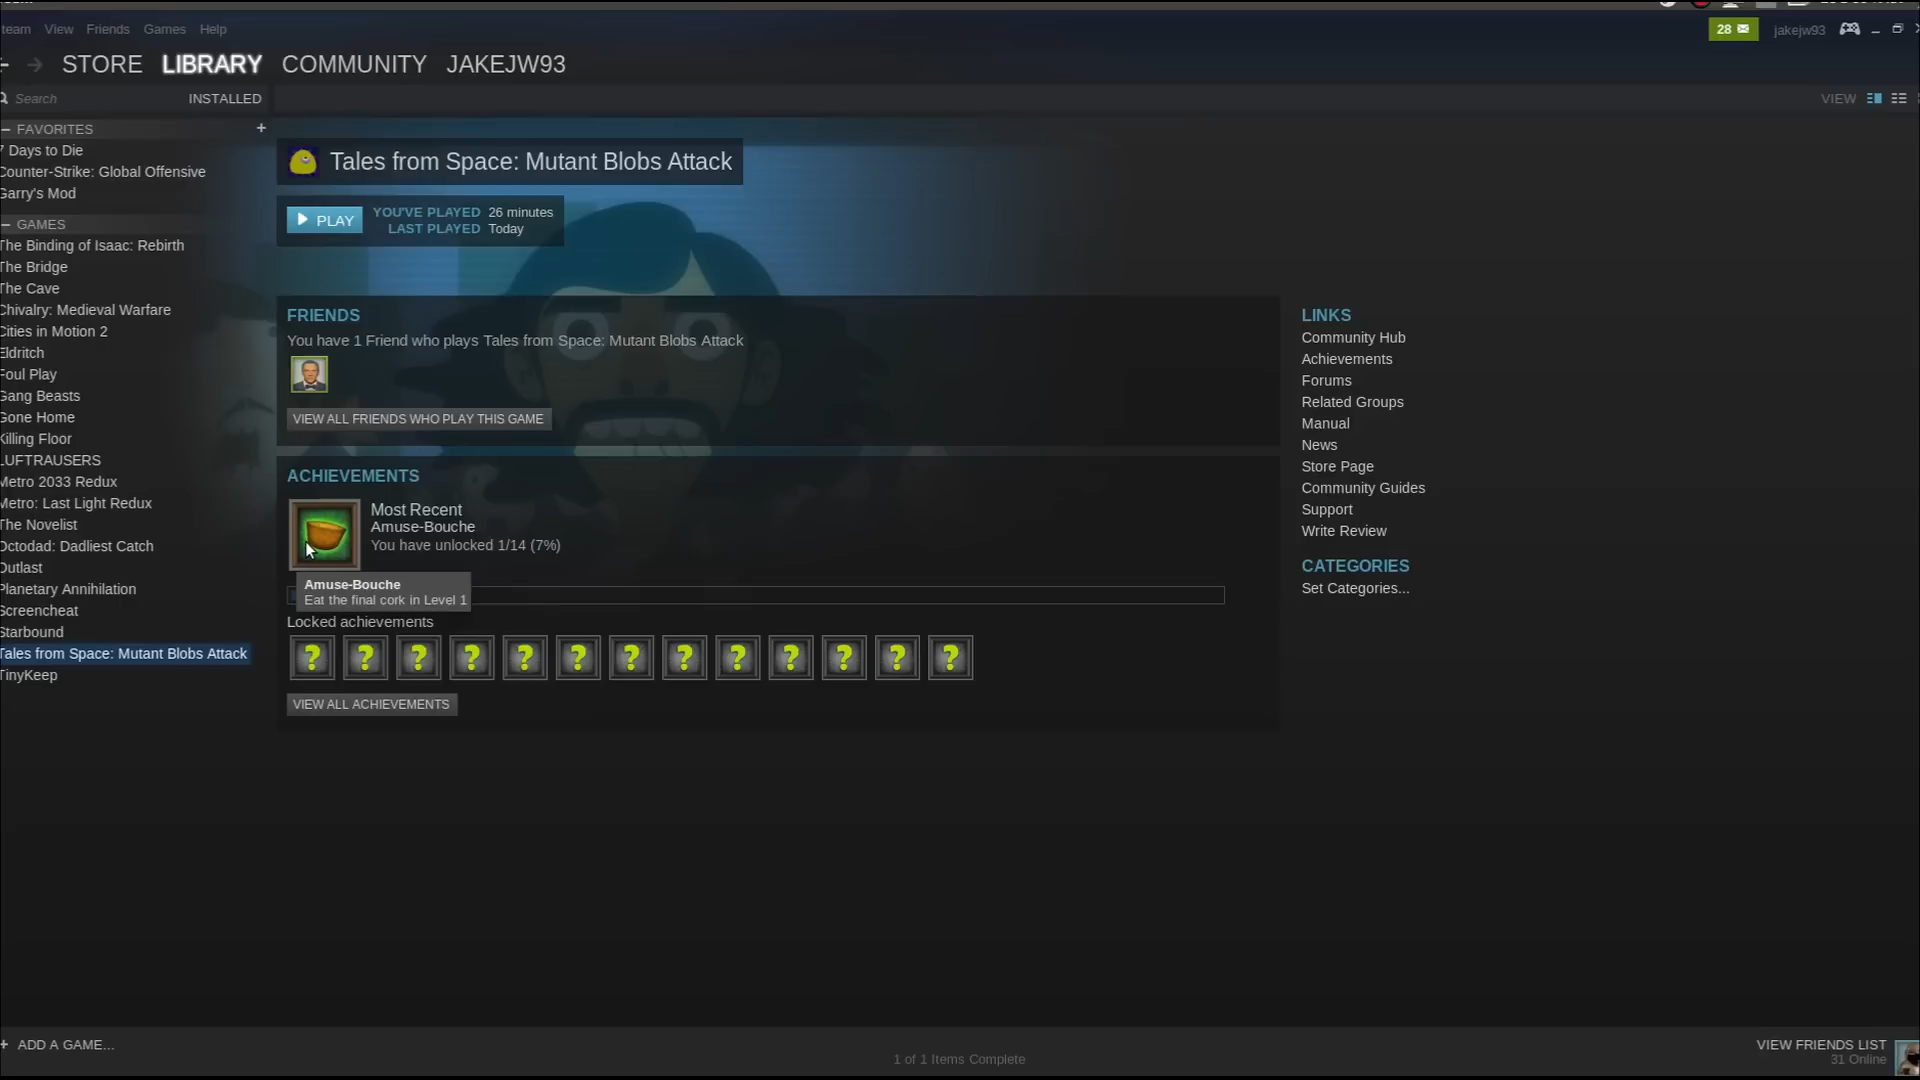 team View Friends Games Help
28
jakejw93
STORE LIBRARY COMMUNITY JAKEJW93
Search INSTALLED
VIEW
FAVORITES +
7 Days to Die
Counter-Strike: Global Offensive
Garry's Mod
GAMES
The Binding of Isaac: Rebirth
The Bridge
The Cave
Chivalry: Medieval Warfare
Cities in Motion 2
Eldritch
Foul Play
Gang Beasts
Gone Home
Killing Floor
LUFTRAUSERS
Metro 2033 Redux
Metro: Last Light Redux
The Novelist
Octodad: Dadliest Catch
Outlast
Planetary Annihilation
Screencheat
Starbound
Tales from Space: Mutant Blobs Attack
TinyKeep
Tales from Space: Mutant Blobs Attack
PLAY
YOU'VE PLAYED 26 minutes
LAST PLAYED Today
FRIENDS
You have 1 Friend who plays Tales from Space: Mutant Blobs Attack
VIEW ALL FRIENDS WHO PLAY THIS GAME
ACHIEVEMENTS
Most Recent
Amuse-Bouche
You have unlocked 1/14 (7%)
Amuse-Bouche
Eat the final cork in Level 1
Locked achievements
? ? ? ? ? ? ? ? ? ? ? ? ?
VIEW ALL ACHIEVEMENTS
LINKS
Community Hub
Achievements
Forums
Related Groups
Manual
News
Store Page
Community Guides
Support
Write Review
CATEGORIES
Set Categories...
+ ADD A GAME...
1 of 1 Items Complete
VIEW FRIENDS LIST
31 Online